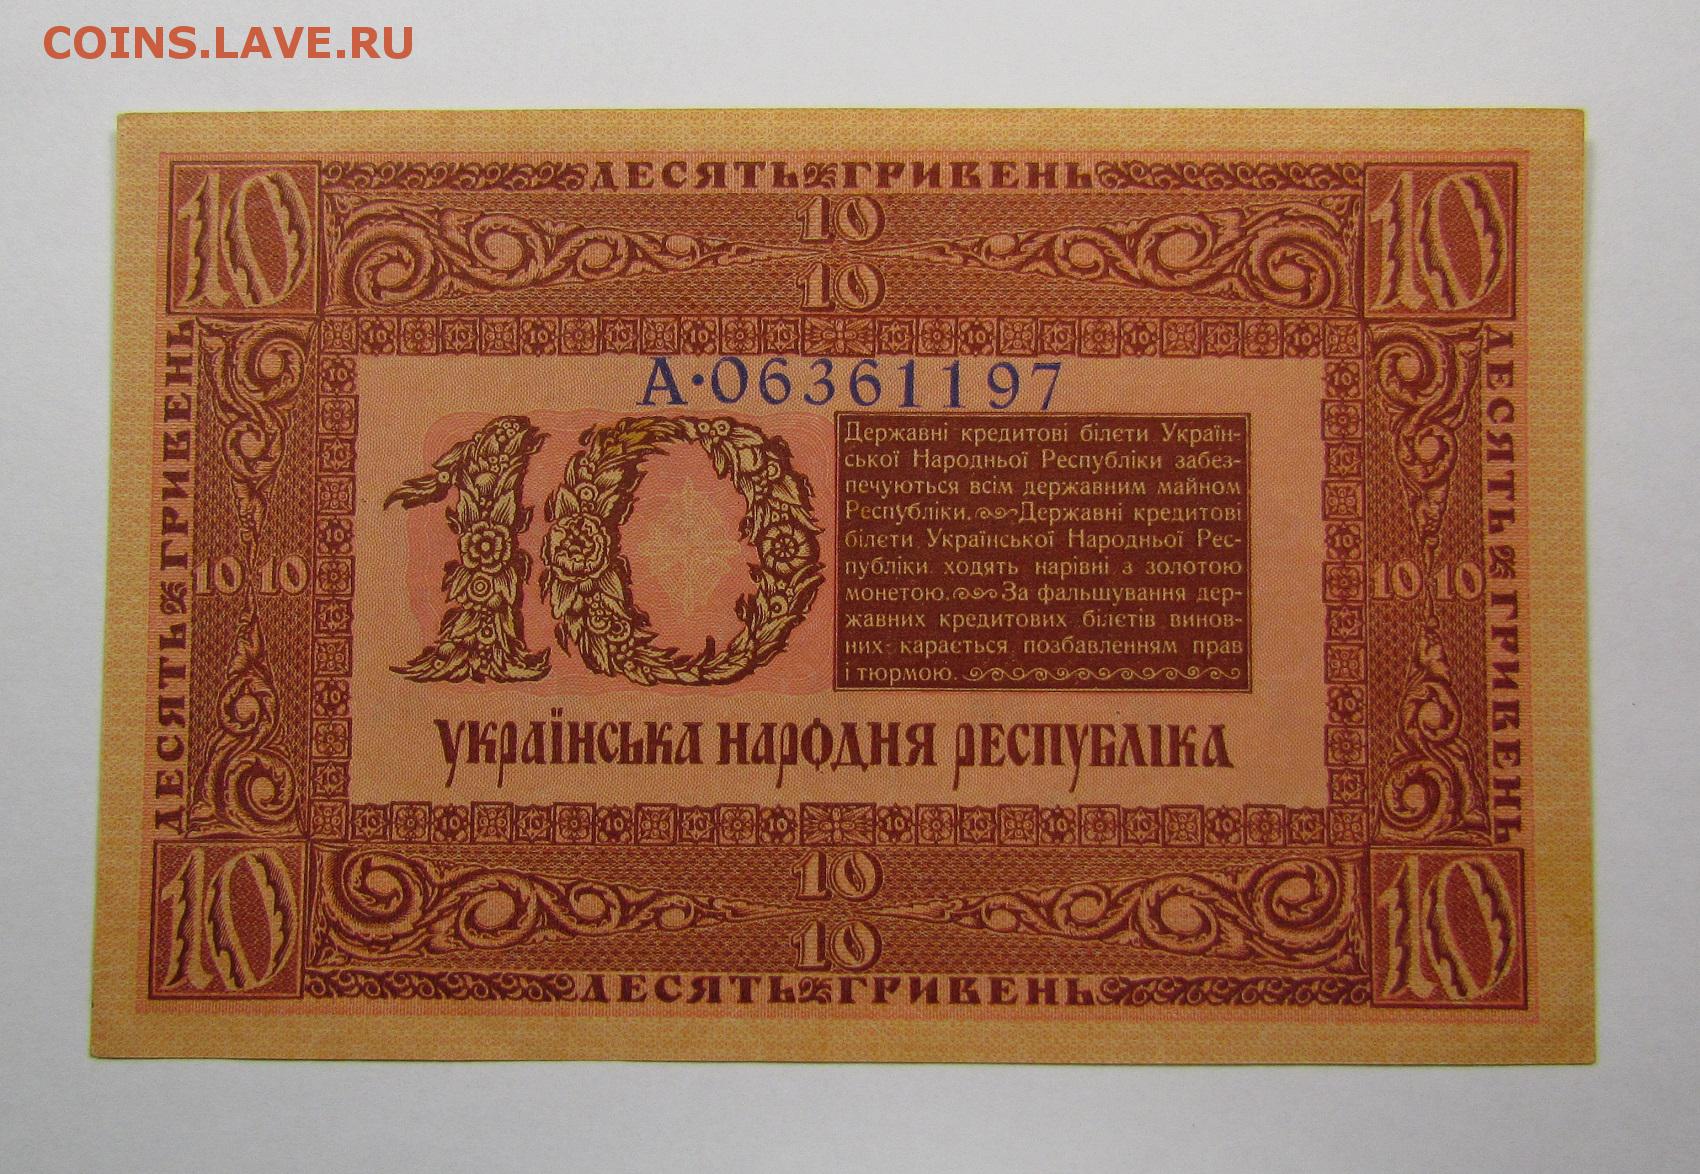 COINS.LAVE.RU
ДЕСЯТЬ ГРИВЕНЬ
10 10 10
10
ДЕСЯТЬ ГРИВЕНЬ
ДЕСЯТЬ ГРИВЕНЬ
А·06361197
10
Державні кредитові білєти Україн-
ської Народньої Республіки забез-
печуються всім державним майном
Республіки. Державні кредитові
білєти Української Народньої Рес-
публіки ходять нарівні з золотою
монетою. За фальшування дер-
жавних кредитових білєтів винов-
них карається позбавленням прав
і тюрмою.
10 10
10 10
УКРАЇНСЬКА НАРОДНЯ РЕСПУБЛІКА
10 10 10
10
ДЕСЯТЬ ГРИВЕНЬ